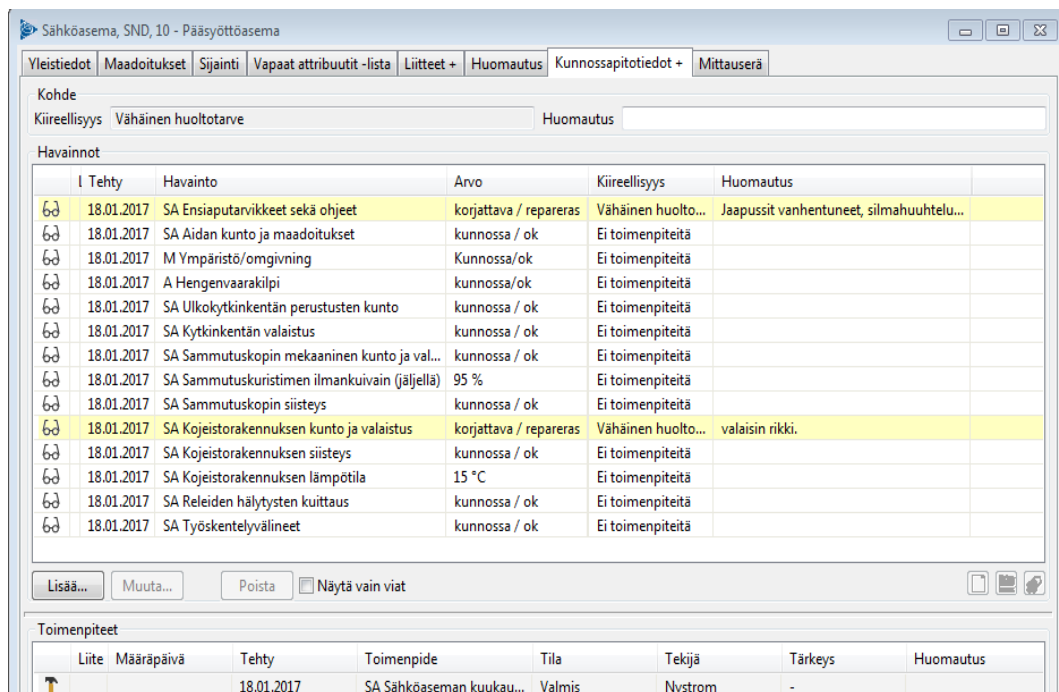 Sähköasema, SND, 10 - Pääsyöttöasema
Yleistiedot Maadoitukset Sijainti Vapaat attribuutit -lista Liitteet + Huomautus Kunnossapitotiedot + Mittauserä
Kohde
Kiireellisyys Vähäinen huoltotarve Huomautus
Havainnot
l Tehty Havainto Arvo Kiireellisyys Huomautus
18.01.2017 SA Ensiaputarvikkeet sekä ohjeet korjattava / repareras Vähäinen huolto... Jaapussit vanhentuneet, silmahuuhtelu...
18.01.2017 SA Aidan kunto ja maadoitukset kunnossa / ok Ei toimenpiteitä
18.01.2017 M Ympäristö/omgivning Kunnossa/ok Ei toimenpiteitä
18.01.2017 A Hengenvaarakilpi kunnossa/ok Ei toimenpiteitä
18.01.2017 SA Ulkokytkinkentän perustusten kunto kunnossa / ok Ei toimenpiteitä
18.01.2017 SA Kytkinkentän valaistus kunnossa / ok Ei toimenpiteitä
18.01.2017 SA Sammutuskopin mekaaninen kunto ja val... kunnossa / ok Ei toimenpiteitä
18.01.2017 SA Sammutuskuristimen ilmankuivain (jäljellä) 95 % Ei toimenpiteitä
18.01.2017 SA Sammutuskopin siisteys kunnossa / ok Ei toimenpiteitä
18.01.2017 SA Kojeistorakennuksen kunto ja valaistus korjattava / repareras Vähäinen huolto... valaisin rikki.
18.01.2017 SA Kojeistorakennuksen siisteys kunnossa / ok Ei toimenpiteitä
18.01.2017 SA Kojeistorakennuksen lämpötila 15 °C Ei toimenpiteitä
18.01.2017 SA Releiden hälytysten kuittaus kunnossa / ok Ei toimenpiteitä
18.01.2017 SA Työskentelyvälineet kunnossa / ok Ei toimenpiteitä
Lisää... Muuta... Poista Näytä vain viat
Toimenpiteet
Liite Määräpäivä Tehty Toimenpide Tila Tekijä Tärkeys Huomautus
18.01.2017 SA Sähköaseman kuukau... Valmis Nystrom -